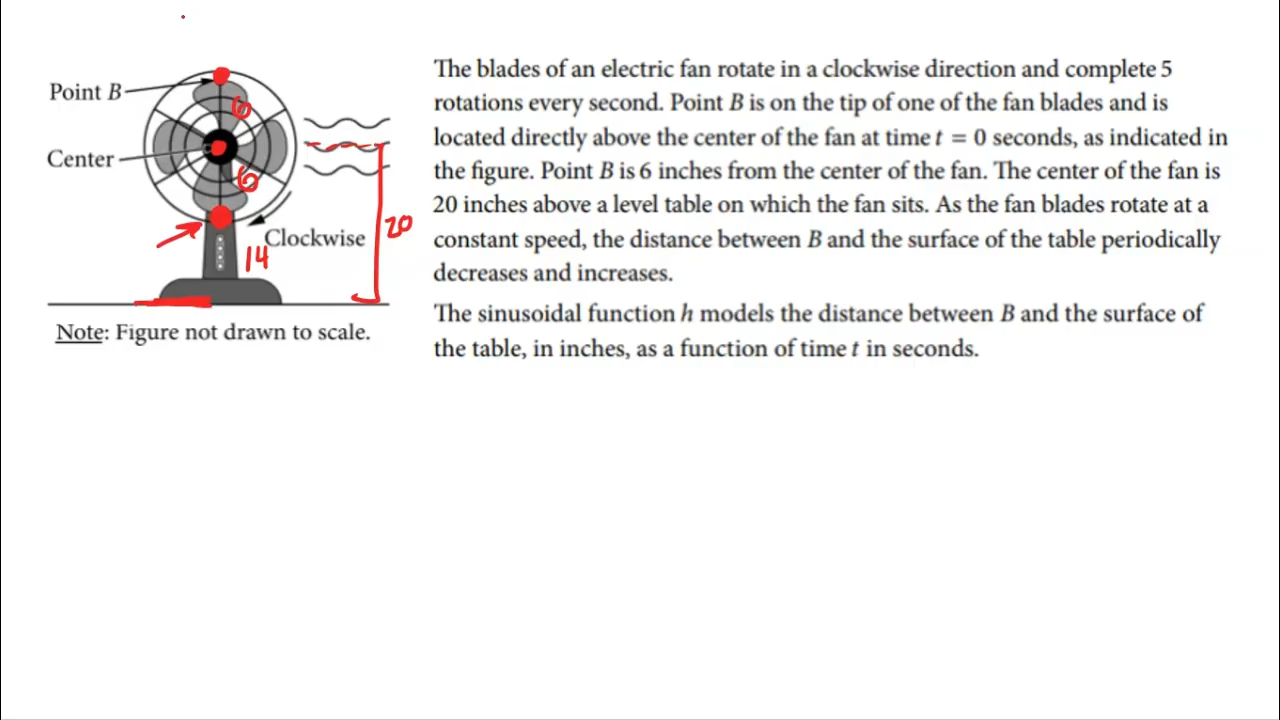 Point B
Center
6
6
20
14
Clockwise
Note: Figure not drawn to scale.
The blades of an electric fan rotate in a clockwise direction and complete 5
rotations every second. Point B is on the tip of one of the fan blades and is
located directly above the center of the fan at time t = 0 seconds, as indicated in
the figure. Point B is 6 inches from the center of the fan. The center of the fan is
20 inches above a level table on which the fan sits. As the fan blades rotate at a
constant speed, the distance between B and the surface of the table periodically
decreases and increases.
The sinusoidal function h models the distance between B and the surface of
the table, in inches, as a function of time t in seconds.